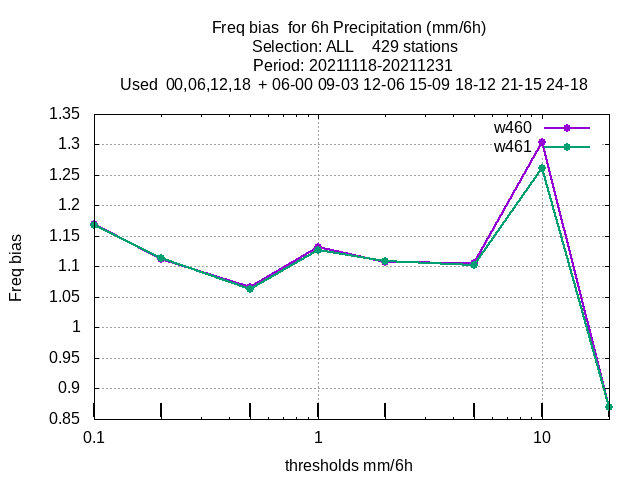 Freq bias  for 6h Precipitation (mm/6h)
Selection: ALL    429 stations
Period: 20211118-20211231
Used  00,06,12,18  + 06-00 09-03 12-06 15-09 18-12 21-15 24-18
1.35
1.3
1.25
1.2
1.15
1.1
1.05
1
0.95
0.9
0.85
Freq bias
w460
w461
0.1
1
10
thresholds mm/6h